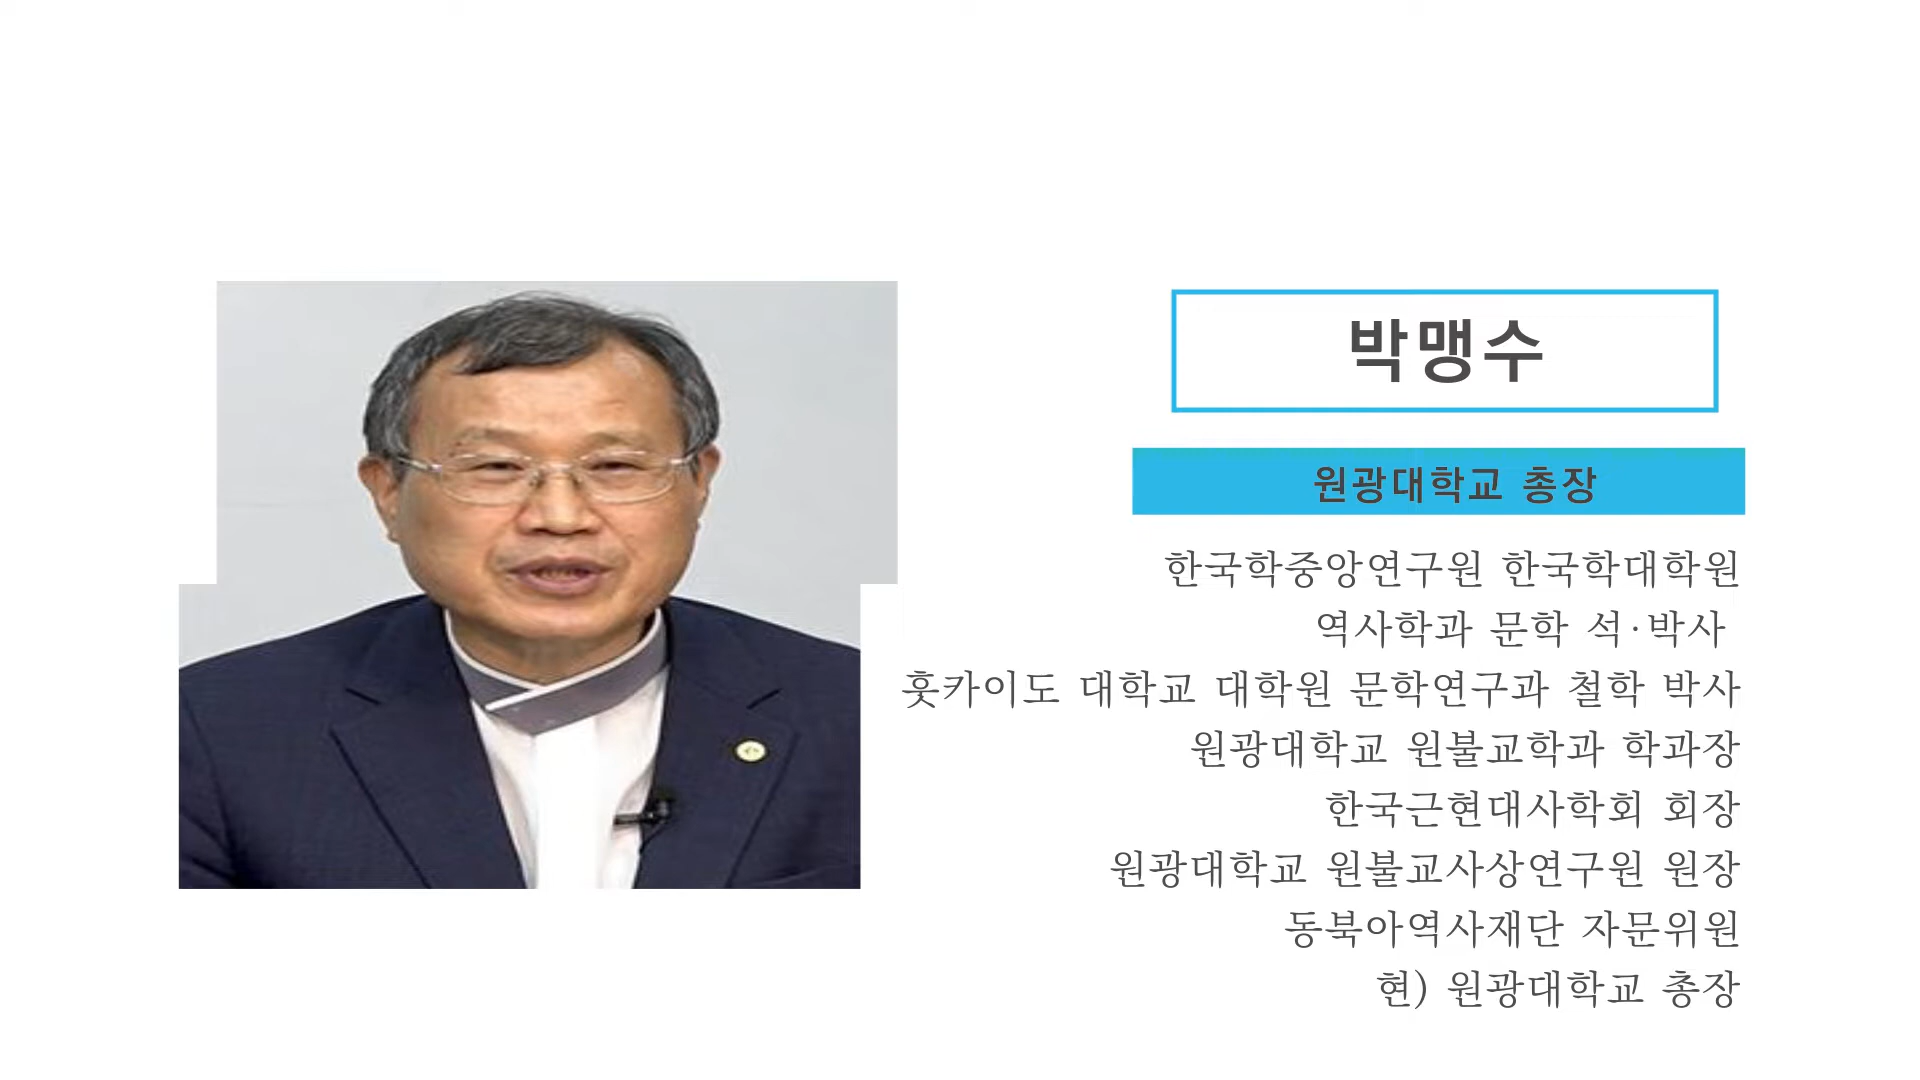 박맹수
원광대학교 총장
한국학중앙연구원 한국학대학원
역사학과 문학 석·박사
훗카이도 대학교 대학원 문학연구과 철학 박사
원광대학교 원불교학과 학과장
한국근현대사학회 회장
원광대학교 원불교사상연구원 원장
동북아역사재단 자문위원
현) 원광대학교 총장